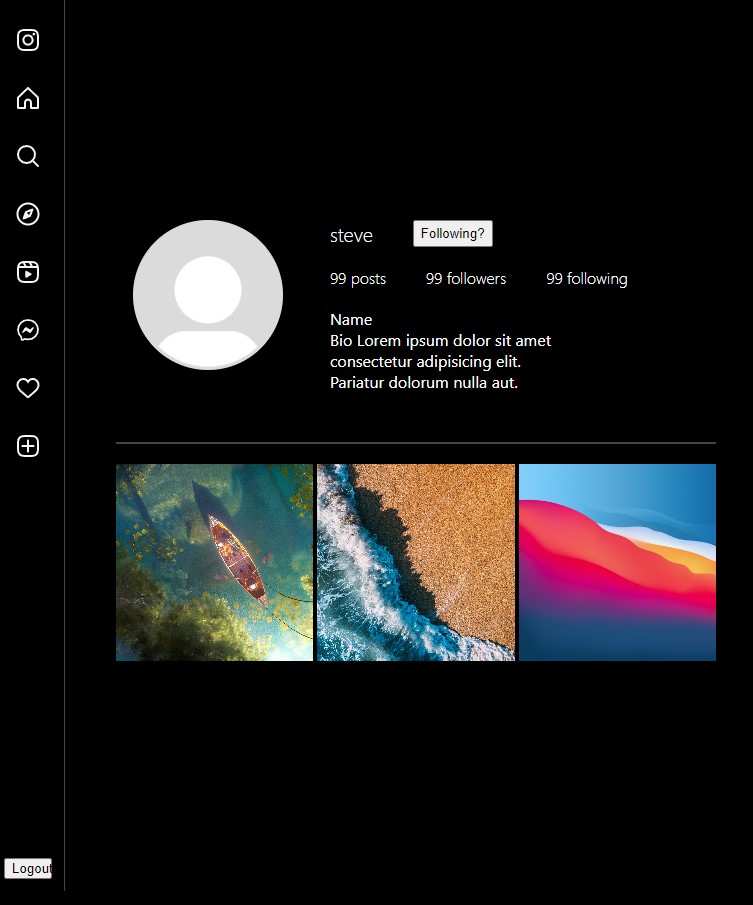 steve
Following?
99 posts
99 followers
99 following
Name
Bio Lorem ipsum dolor sit amet
consectetur adipisicing elit.
Pariatur dolorum nulla aut.
Logout